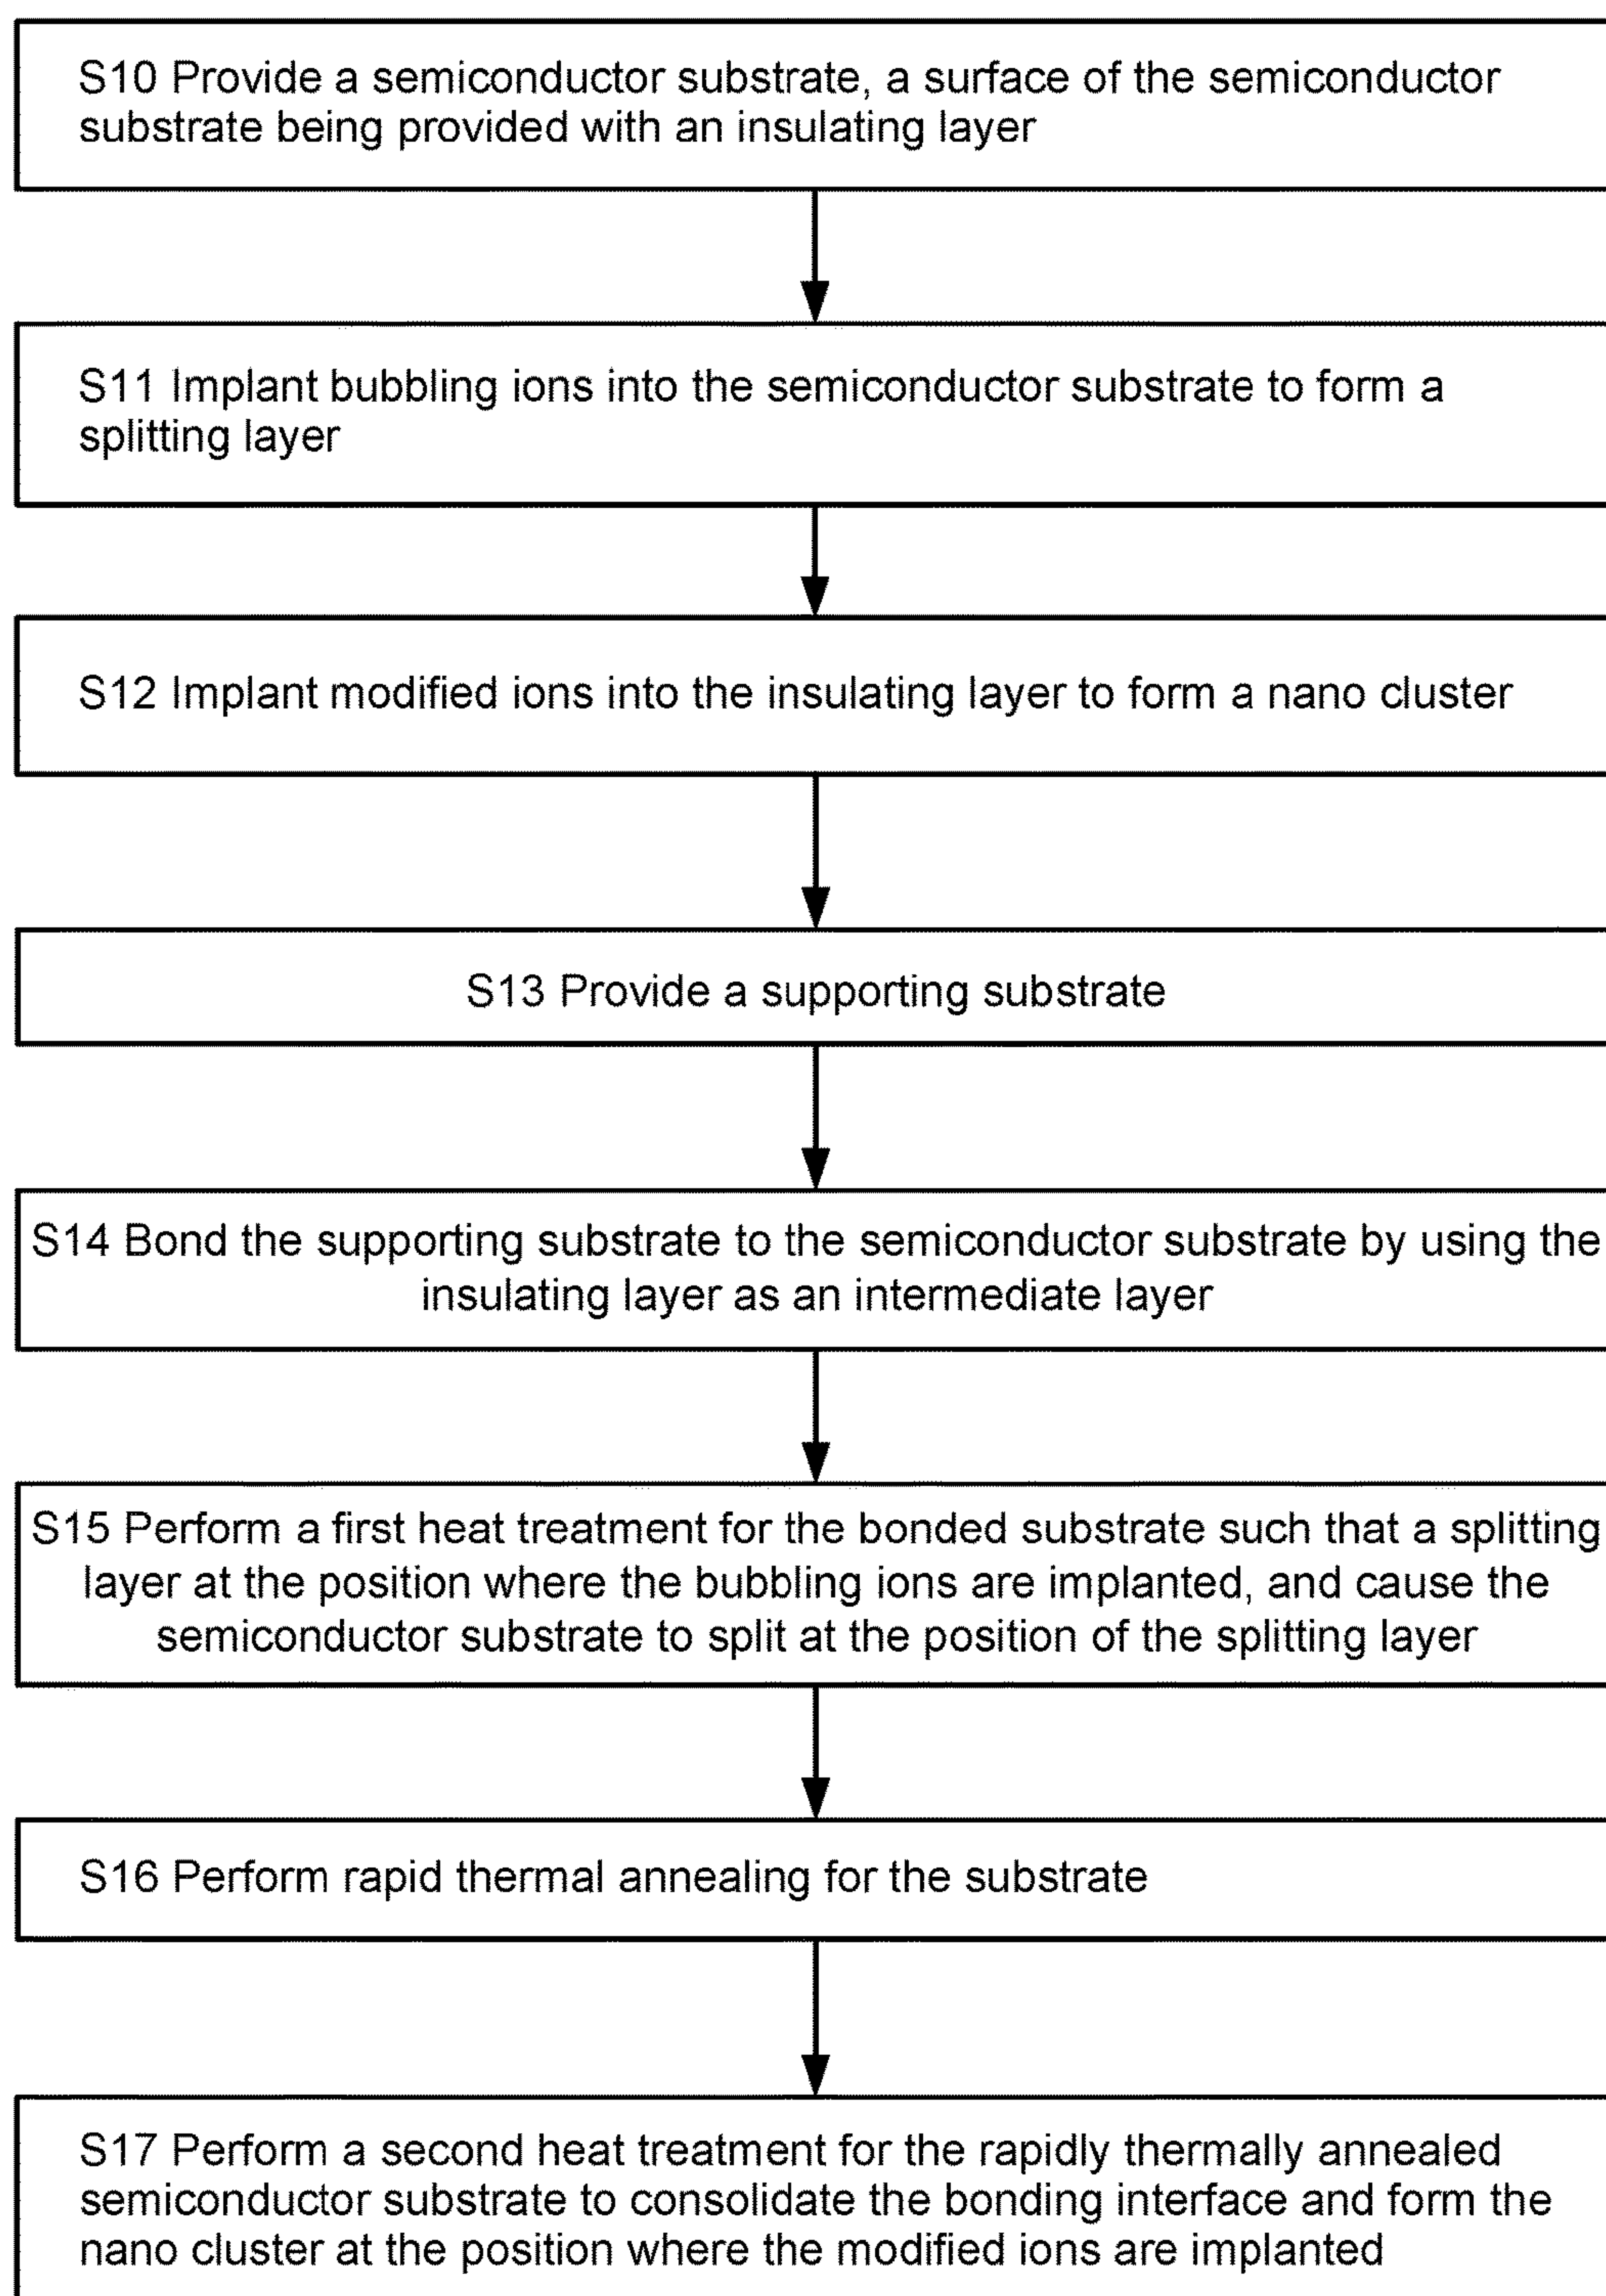 S10 Provide a semiconductor substrate, a surface of the semiconductor
substrate being provided with an insulating layer
S11 Implant bubbling ions into the semiconductor substrate to form a
splitting layer
S12 Implant modified ions into the insulating layer to form a nano cluster
S13 Provide a supporting substrate
S14 Bond the supporting substrate to the semiconductor substrate by using the
insulating layer as an intermediate layer
S15 Perform a first heat treatment for the bonded substrate such that a splitting
layer at the position where the bubbling ions are implanted, and cause the
semiconductor substrate to split at the position of the splitting layer
S16 Perform rapid thermal annealing for the substrate
S17 Perform a second heat treatment for the rapidly thermally annealed
semiconductor substrate to consolidate the bonding interface and form the
nano cluster at the position where the modified ions are implanted